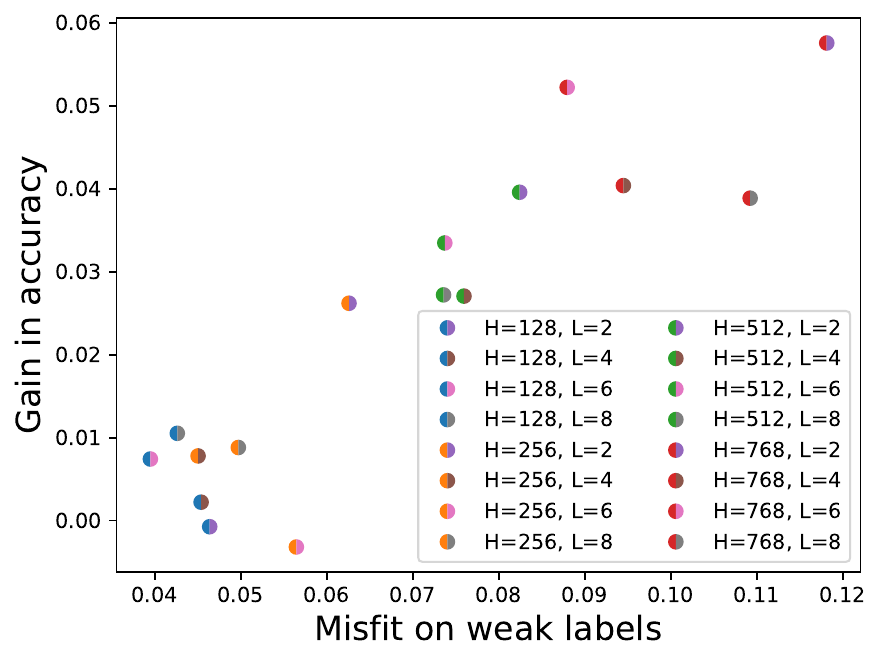 0.06
0.05
0.04
0.03
0.02
0.01
0.00
Gain in accuracy
H=128, L=2
H=128, L=4
H=128, L=6
H=128, L=8
H=256, L=2
H=256, L=4
H=256, L=6
H=256, L=8
H=512, L=2
H=512, L=4
H=512, L=6
H=512, L=8
H=768, L=2
H=768, L=4
H=768, L=6
H=768, L=8
0.04 0.05 0.06 0.07 0.08 0.09 0.10 0.11 0.12
Misfit on weak labels